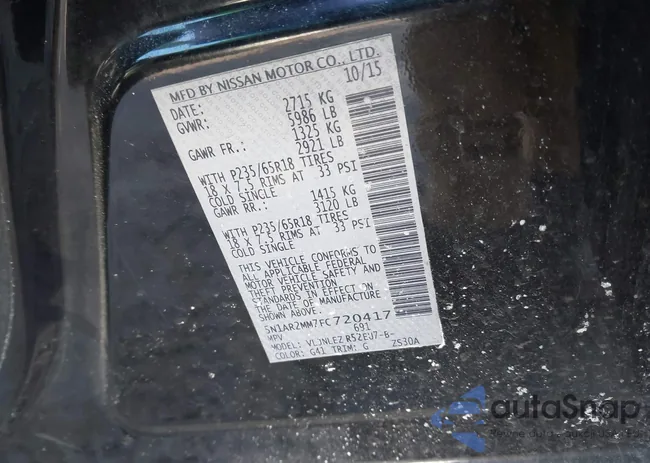 MFD BY NISSAN MOTOR CO., LTD.
DATE: 10/15
GVWR: 2715 KG
5986 LB
GAWR FR.: 1325 KG
2921 LB
WITH P235/65R18 TIRES
18 X 7.5 RIMS AT 33 PSI
COLD SINGLE
GAWR RR.: 1415 KG
3120 LB
WITH P235/65R18 TIRES
18 X 7.5 RIMS AT 33 PSI
COLD SINGLE
THIS VEHICLE CONFORMS TO
ALL APPLICABLE FEDERAL
MOTOR VEHICLE SAFETY AND
THEFT PREVENTION
STANDARDS IN EFFECT ON
THE DATE OF MANUFACTURE
SHOWN ABOVE.
5N1AR2MM7FC720417
MPV 691
MODEL: VLJNLEZ R52EU7-B-
COLOR: G41 TRIM: G ZS30A
autoSnap